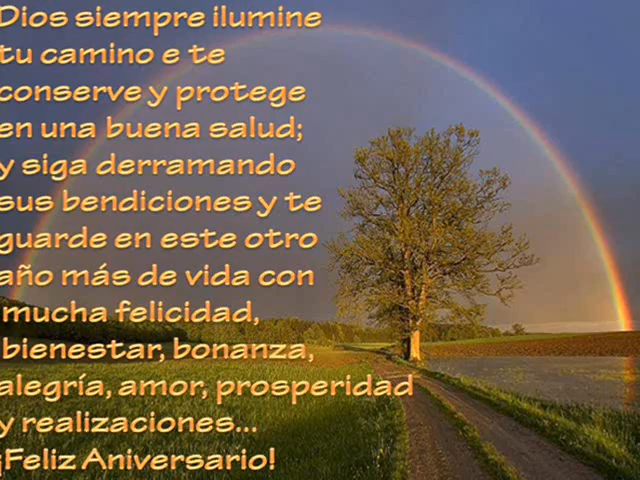 Dios siempre ilumine
tu camino e te
conserve y protege
en una buena salud;
y siga derramando
sus bendiciones y te
guarde en este otro
año más de vida con
mucha felicidad,
bienestar, bonanza,
alegría, amor, prosperidad
y realizaciones...
¡Feliz Aniversario!